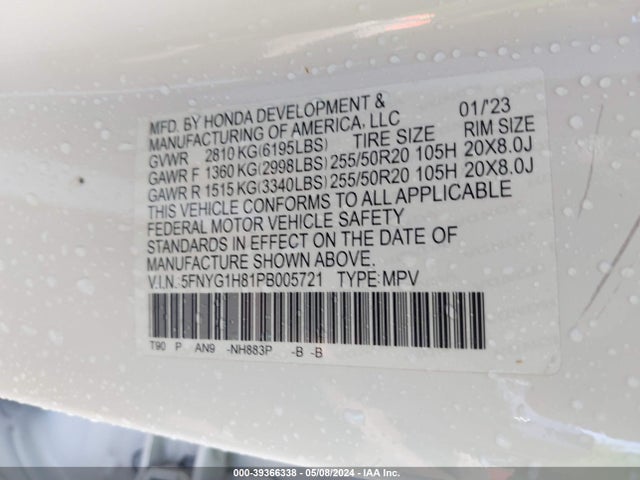 MFD. BY HONDA DEVELOPMENT & 01/'23
MANUFACTURING OF AMERICA, LLC
GVWR 2810 KG(6195LBS) TIRE SIZE RIM SIZE
GAWR F 1360 KG(2998LBS) 255/50R20 105H 20X8.0J
GAWR R 1515 KG(3340LBS) 255/50R20 105H 20X8.0J
THIS VEHICLE CONFORMS TO ALL APPLICABLE
FEDERAL MOTOR VEHICLE SAFETY
STANDARDS IN EFFECT ON THE DATE OF
MANUFACTURE SHOWN ABOVE.
V.I.N.:5FNYG1H81PB005721 TYPE:MPV
T90 P AN9 -NH883P -B -B
000-39366338 - 05/08/2024 - IAA Inc.